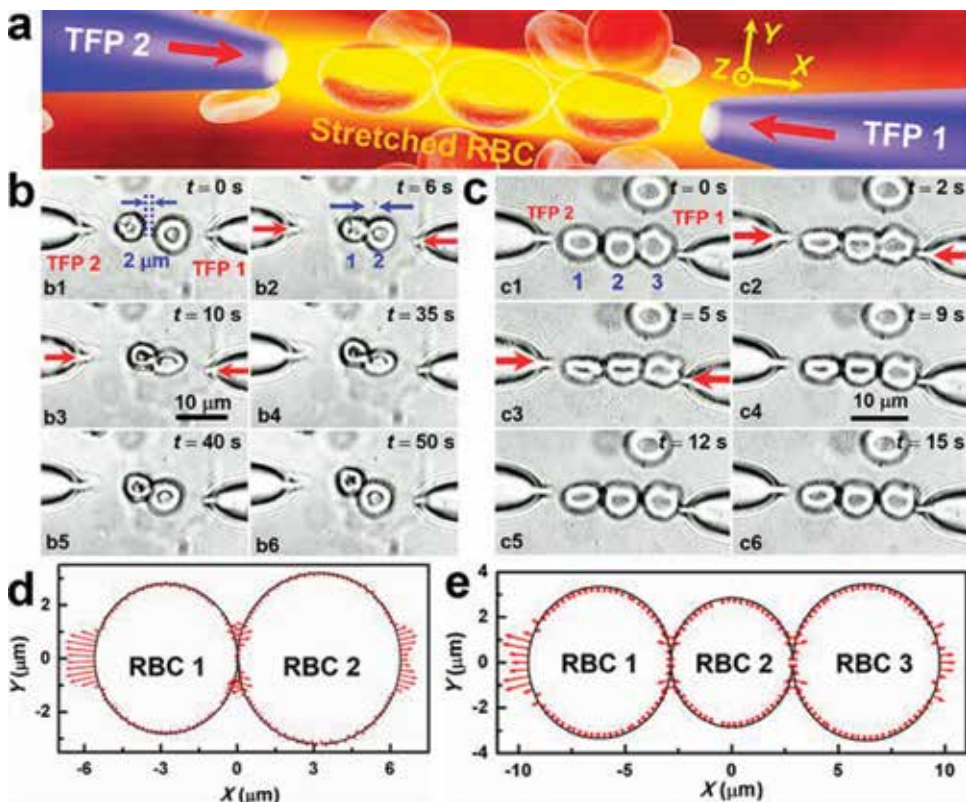 a
TFP 2
Y
Z
X
Stretched RBC
TFP 1
b
t = 0 s
2 μm
TFP 2
TFP 1
b1
t = 6 s
1
2
b2
t = 10 s
10 μm
b3
t = 35 s
b4
t = 40 s
b5
t = 50 s
b6
c
t = 0 s
TFP 2
TFP 1
1
2
3
c1
t = 2 s
c2
t = 5 s
c3
t = 9 s
10 μm
c4
t = 12 s
c5
t = 15 s
c6
d
2
0
-2
Y (μm)
RBC 1
RBC 2
-6
-3
0
3
6
X (μm)
e
4
2
0
-2
-4
Y (μm)
RBC 1
RBC 2
RBC 3
-10
-5
0
5
10
X (μm)